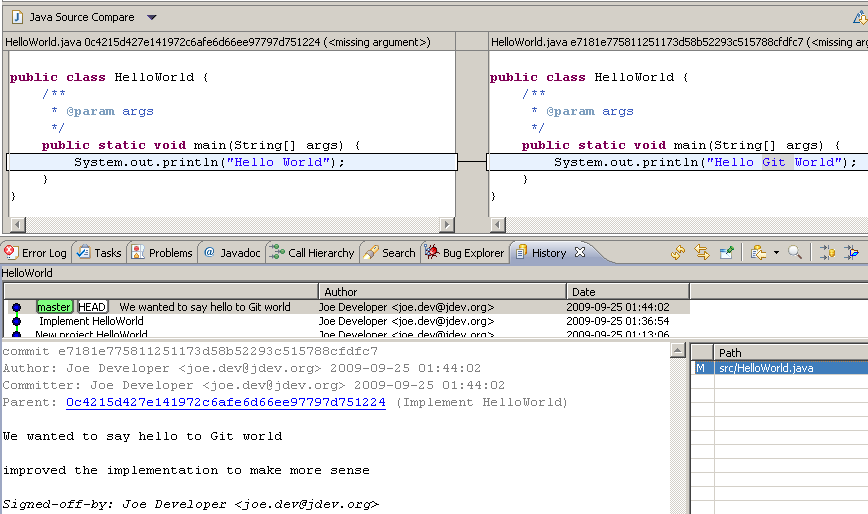 Java Source Compare
HelloWorld.java 0c4215d427e141972c6afe6d66ee97797d751224 (<missing argument>)
HelloWorld.java e7181e775811251173d58b52293c515788cfdfc7 (<missing arg
public class HelloWorld {
/**
* @param args
*/
public static void main(String[] args) {
System.out.println("Hello World");
}
}
public class HelloWorld {
/**
* @param args
*/
public static void main(String[] args) {
System.out.println("Hello Git World");
}
}
Error Log Tasks Problems @ Javadoc Call Hierarchy Search Bug Explorer History
HelloWorld
Author Date
master HEAD We wanted to say hello to Git world Joe Developer <joe.dev@jdev.org> 2009-09-25 01:44:02
Implement HelloWorld Joe Developer <joe.dev@jdev.org> 2009-09-25 01:36:54
New project HelloWorld Joe Developer <joe.dev@jdev.org> 2009-09-25 01:13:06
commit e7181e775811251173d58b52293c515788cfdfc7
Author: Joe Developer <joe.dev@jdev.org> 2009-09-25 01:44:02
Committer: Joe Developer <joe.dev@jdev.org> 2009-09-25 01:44:02
Parent: 0c4215d427e141972c6afe6d66ee97797d751224 (Implement HelloWorld)
We wanted to say hello to Git world
improved the implementation to make more sense
Signed-off-by: Joe Developer <joe.dev@jdev.org>
Path
M src/HelloWorld.java